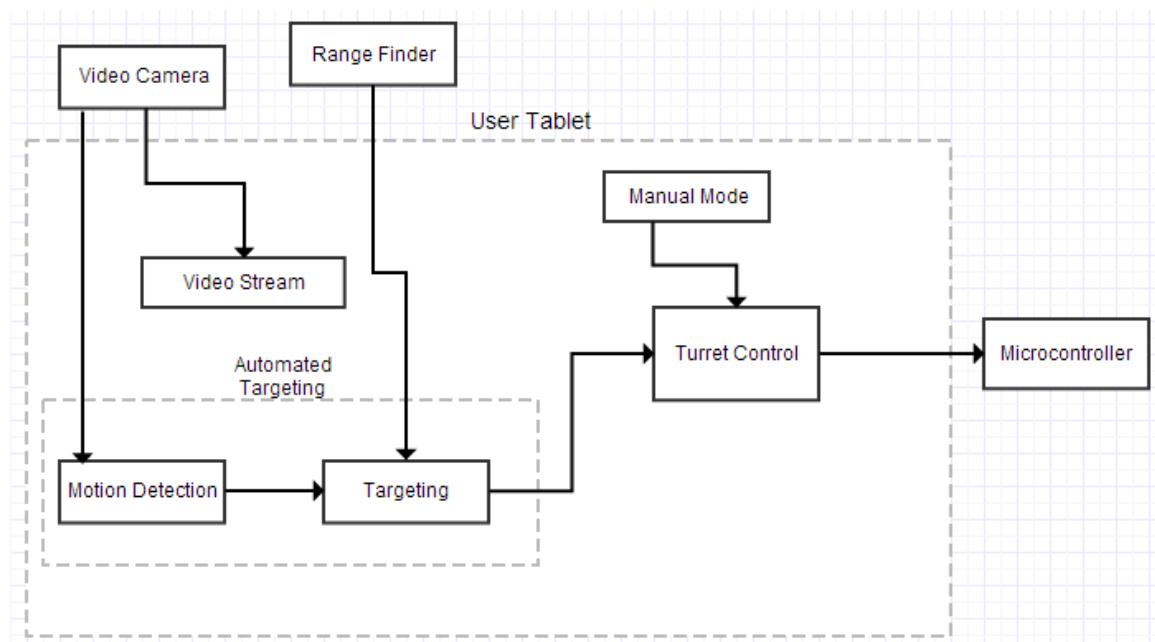 Range Finder
Video Camera
User Tablet
Manual Mode
Video Stream
Turret Control
Microcontroller
Automated
Targeting
Motion Detection
Targeting